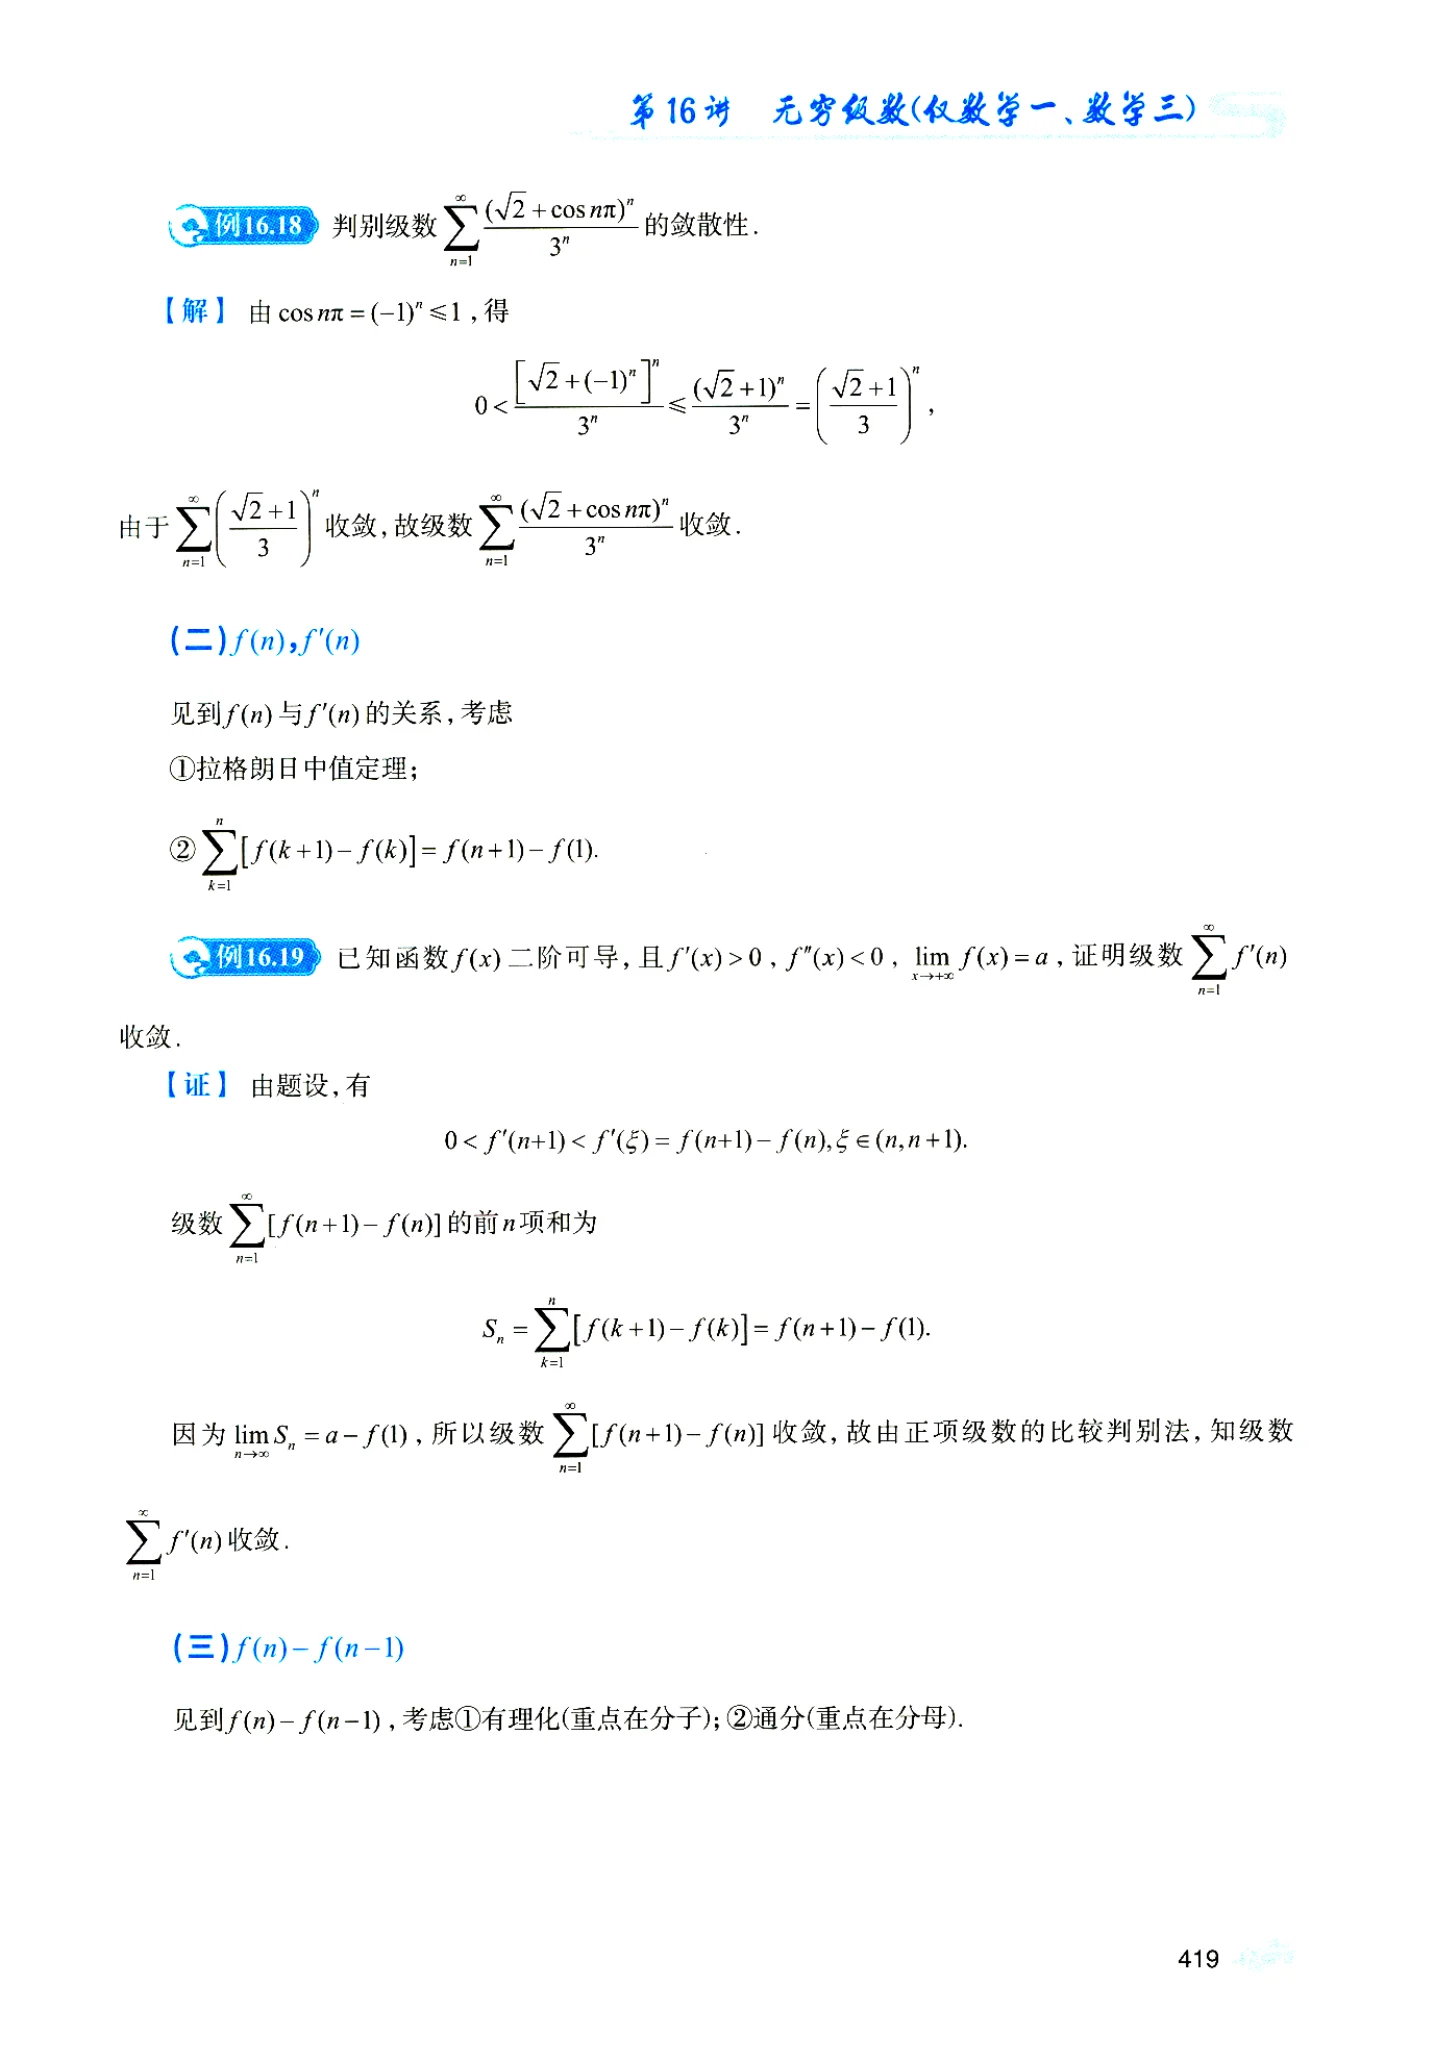 第16讲 无穷级数(仅数学一、数学三)
例16.18 判别级数 $\sum_{n=1}^{\infty}\frac{(\sqrt{2}+\cos n\pi)^n}{3^n}$ 的敛散性.
【解】 由 $\cos n\pi=(-1)^n\leqslant 1$,得
$0<\frac{[\sqrt{2}+(-1)^n]^n}{3^n}\leqslant\frac{(\sqrt{2}+1)^n}{3^n}=\left(\frac{\sqrt{2}+1}{3}\right)^n$,
由于 $\sum_{n=1}^{\infty}\left(\frac{\sqrt{2}+1}{3}\right)^n$ 收敛,故级数 $\sum_{n=1}^{\infty}\frac{(\sqrt{2}+\cos n\pi)^n}{3^n}$ 收敛.
(二)$f(n),f'(n)$
见到 $f(n)$ 与 $f'(n)$ 的关系,考虑
①拉格朗日中值定理;
②$\sum_{k=1}^{n}[f(k+1)-f(k)]=f(n+1)-f(1)$.
例16.19 已知函数 $f(x)$ 二阶可导,且 $f'(x)>0$,$f''(x)<0$,$\lim_{x\to+\infty}f(x)=a$,证明级数 $\sum_{n=1}^{\infty}f'(n)$
收敛.
【证】 由题设,有
$0<f'(n+1)<f'(\xi)=f(n+1)-f(n),\xi\in(n,n+1)$.
级数 $\sum_{n=1}^{\infty}[f(n+1)-f(n)]$ 的前 $n$ 项和为
$S_n=\sum_{k=1}^{n}[f(k+1)-f(k)]=f(n+1)-f(1)$.
因为 $\lim_{n\to\infty}S_n=a-f(1)$,所以级数 $\sum_{n=1}^{\infty}[f(n+1)-f(n)]$ 收敛,故由正项级数的比较判别法,知级数
$\sum_{n=1}^{\infty}f'(n)$ 收敛.
(三)$f(n)-f(n-1)$
见到 $f(n)-f(n-1)$,考虑①有理化(重点在分子);②通分(重点在分母).
419